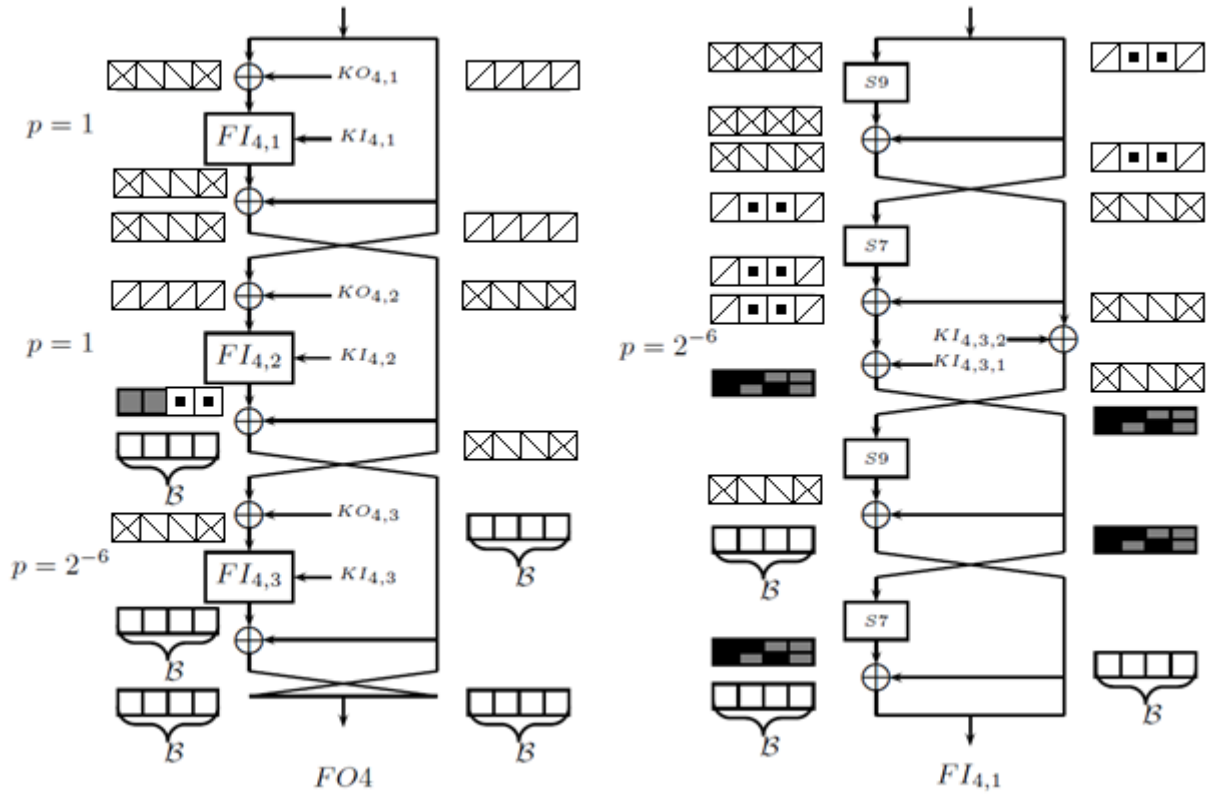 KO4,1
p = 1
FI4,1
KI4,1
KO4,2
p = 1
FI4,2
KI4,2
B
KO4,3
p = 2−6
FI4,3
KI4,3
B
B
B
B
FO4
S9
S7
p = 2−6
KI4,3,2
KI4,3,1
S9
B
S7
B
B
FI4,1